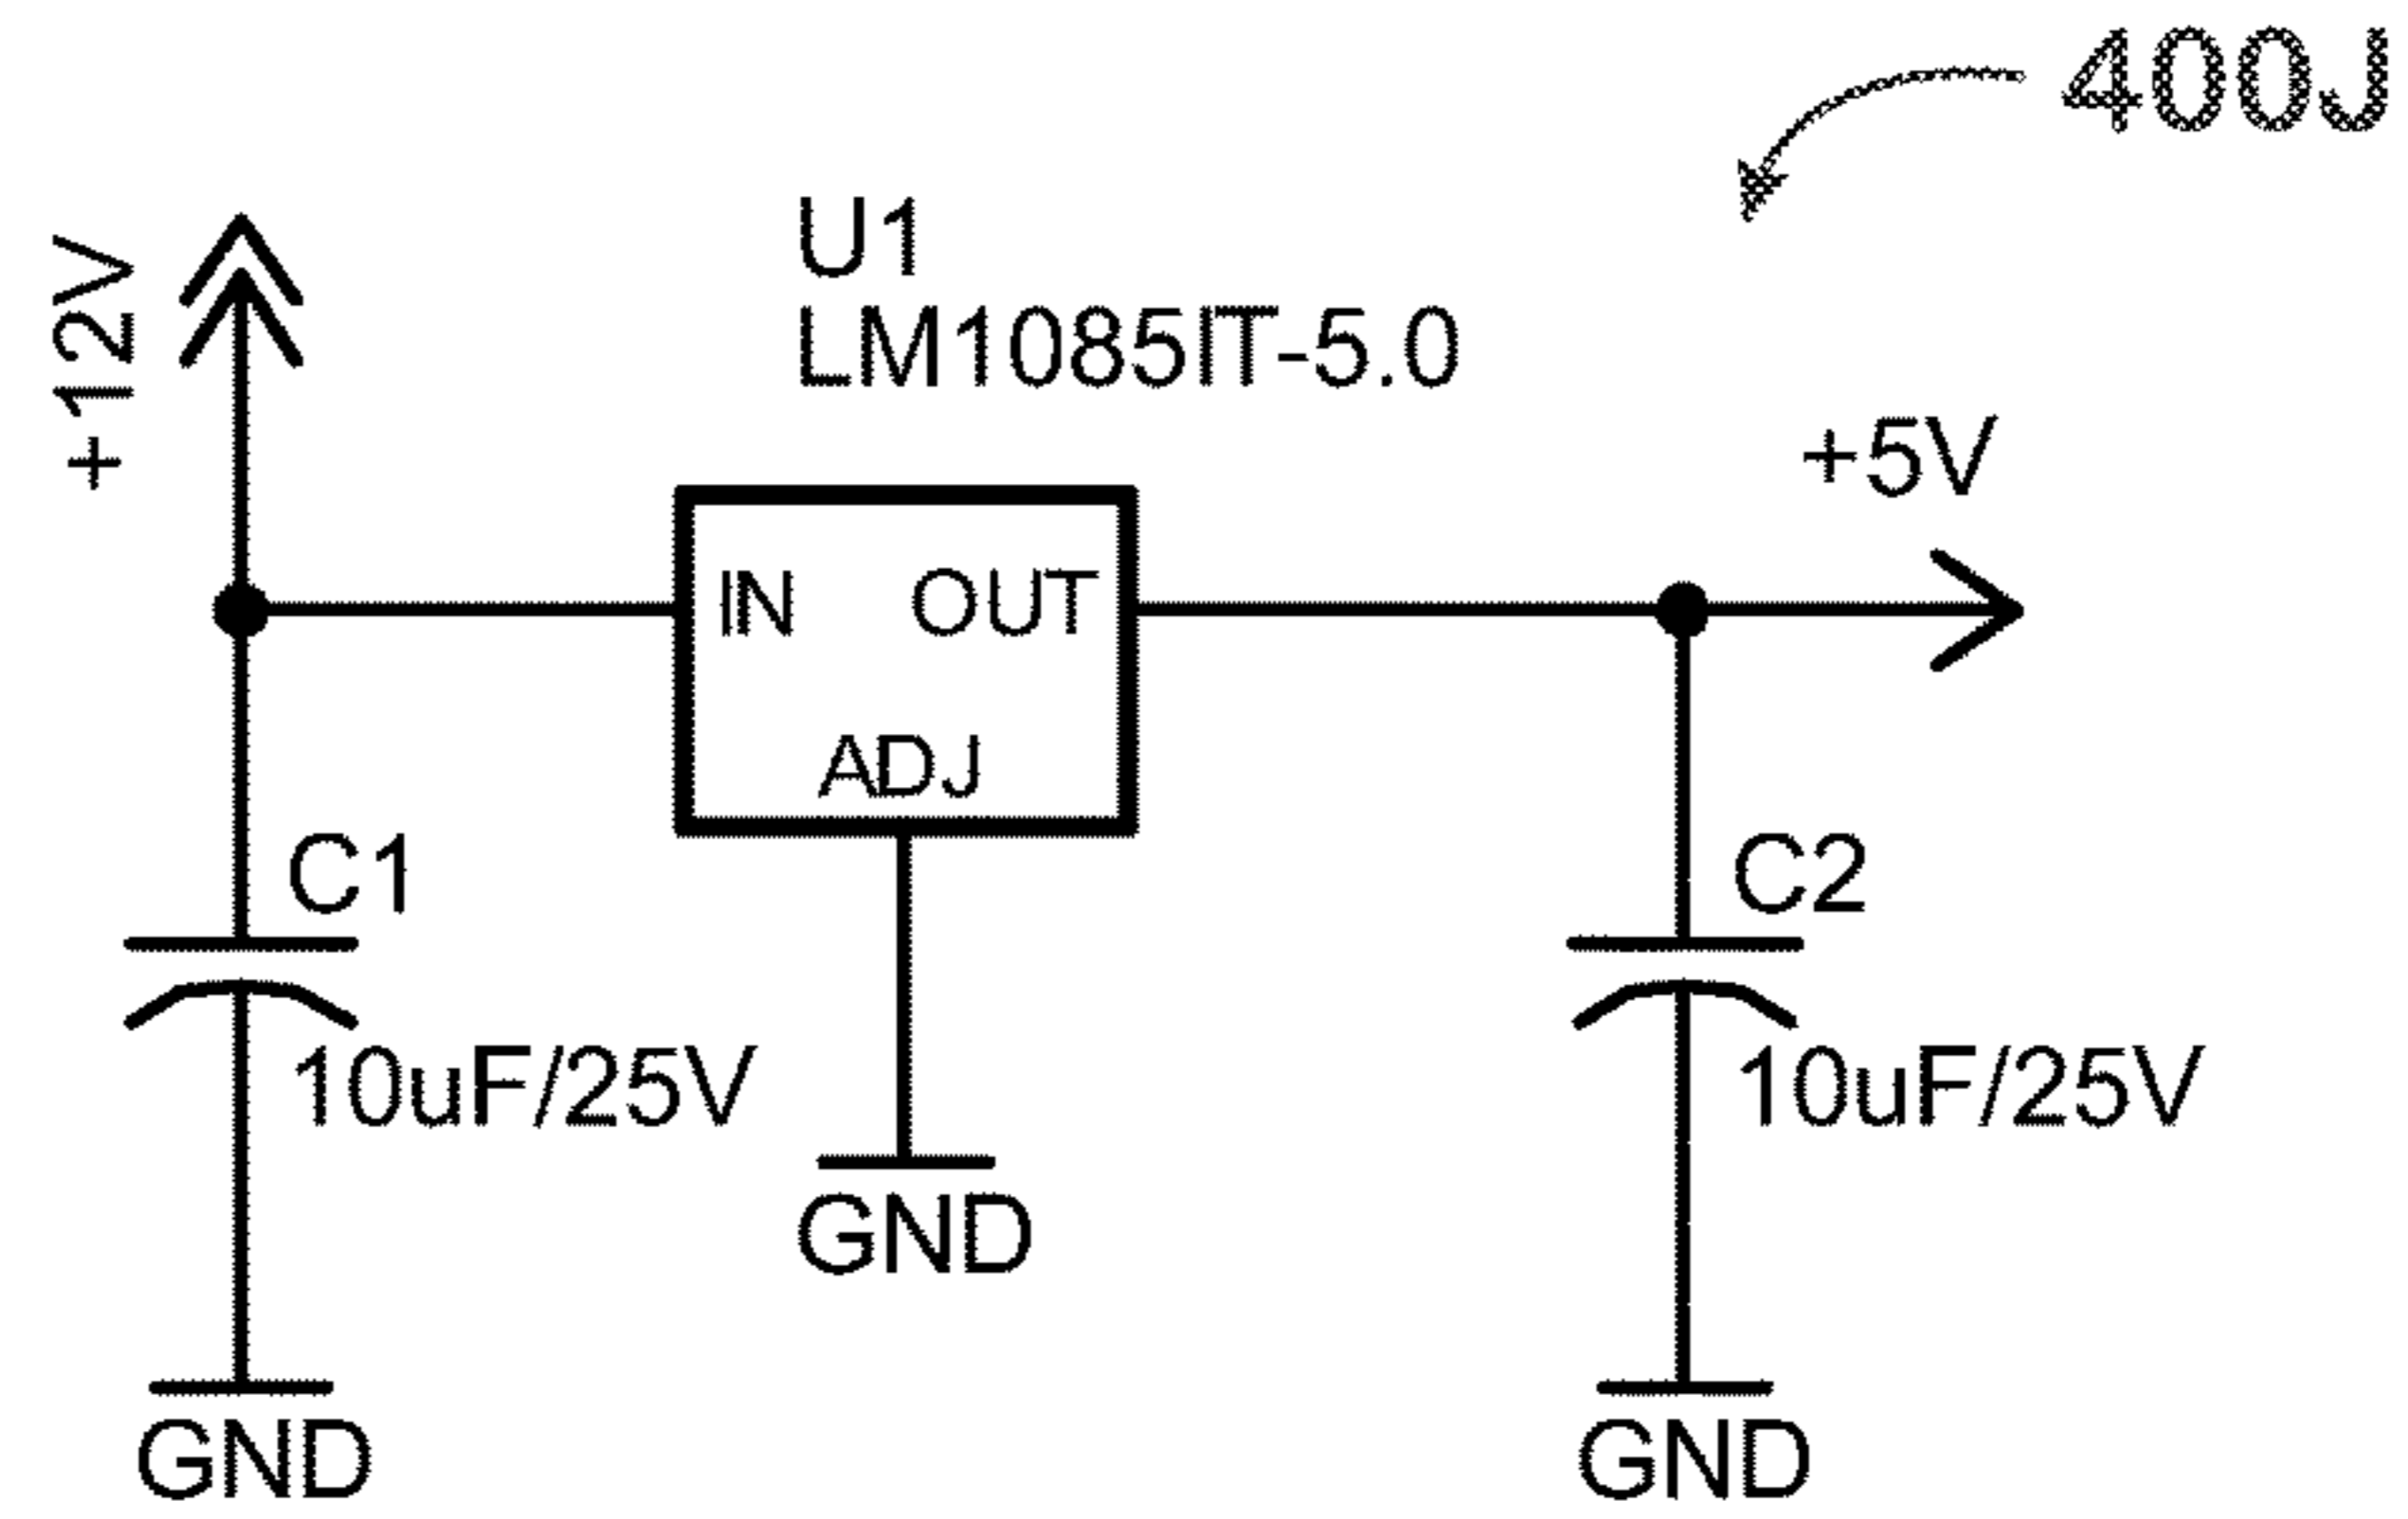 400J
+12V
U1
LM1085IT-5.0
+5V
IN OUT
ADJ
C1
10uF/25V
C2
10uF/25V
GND
GND
GND